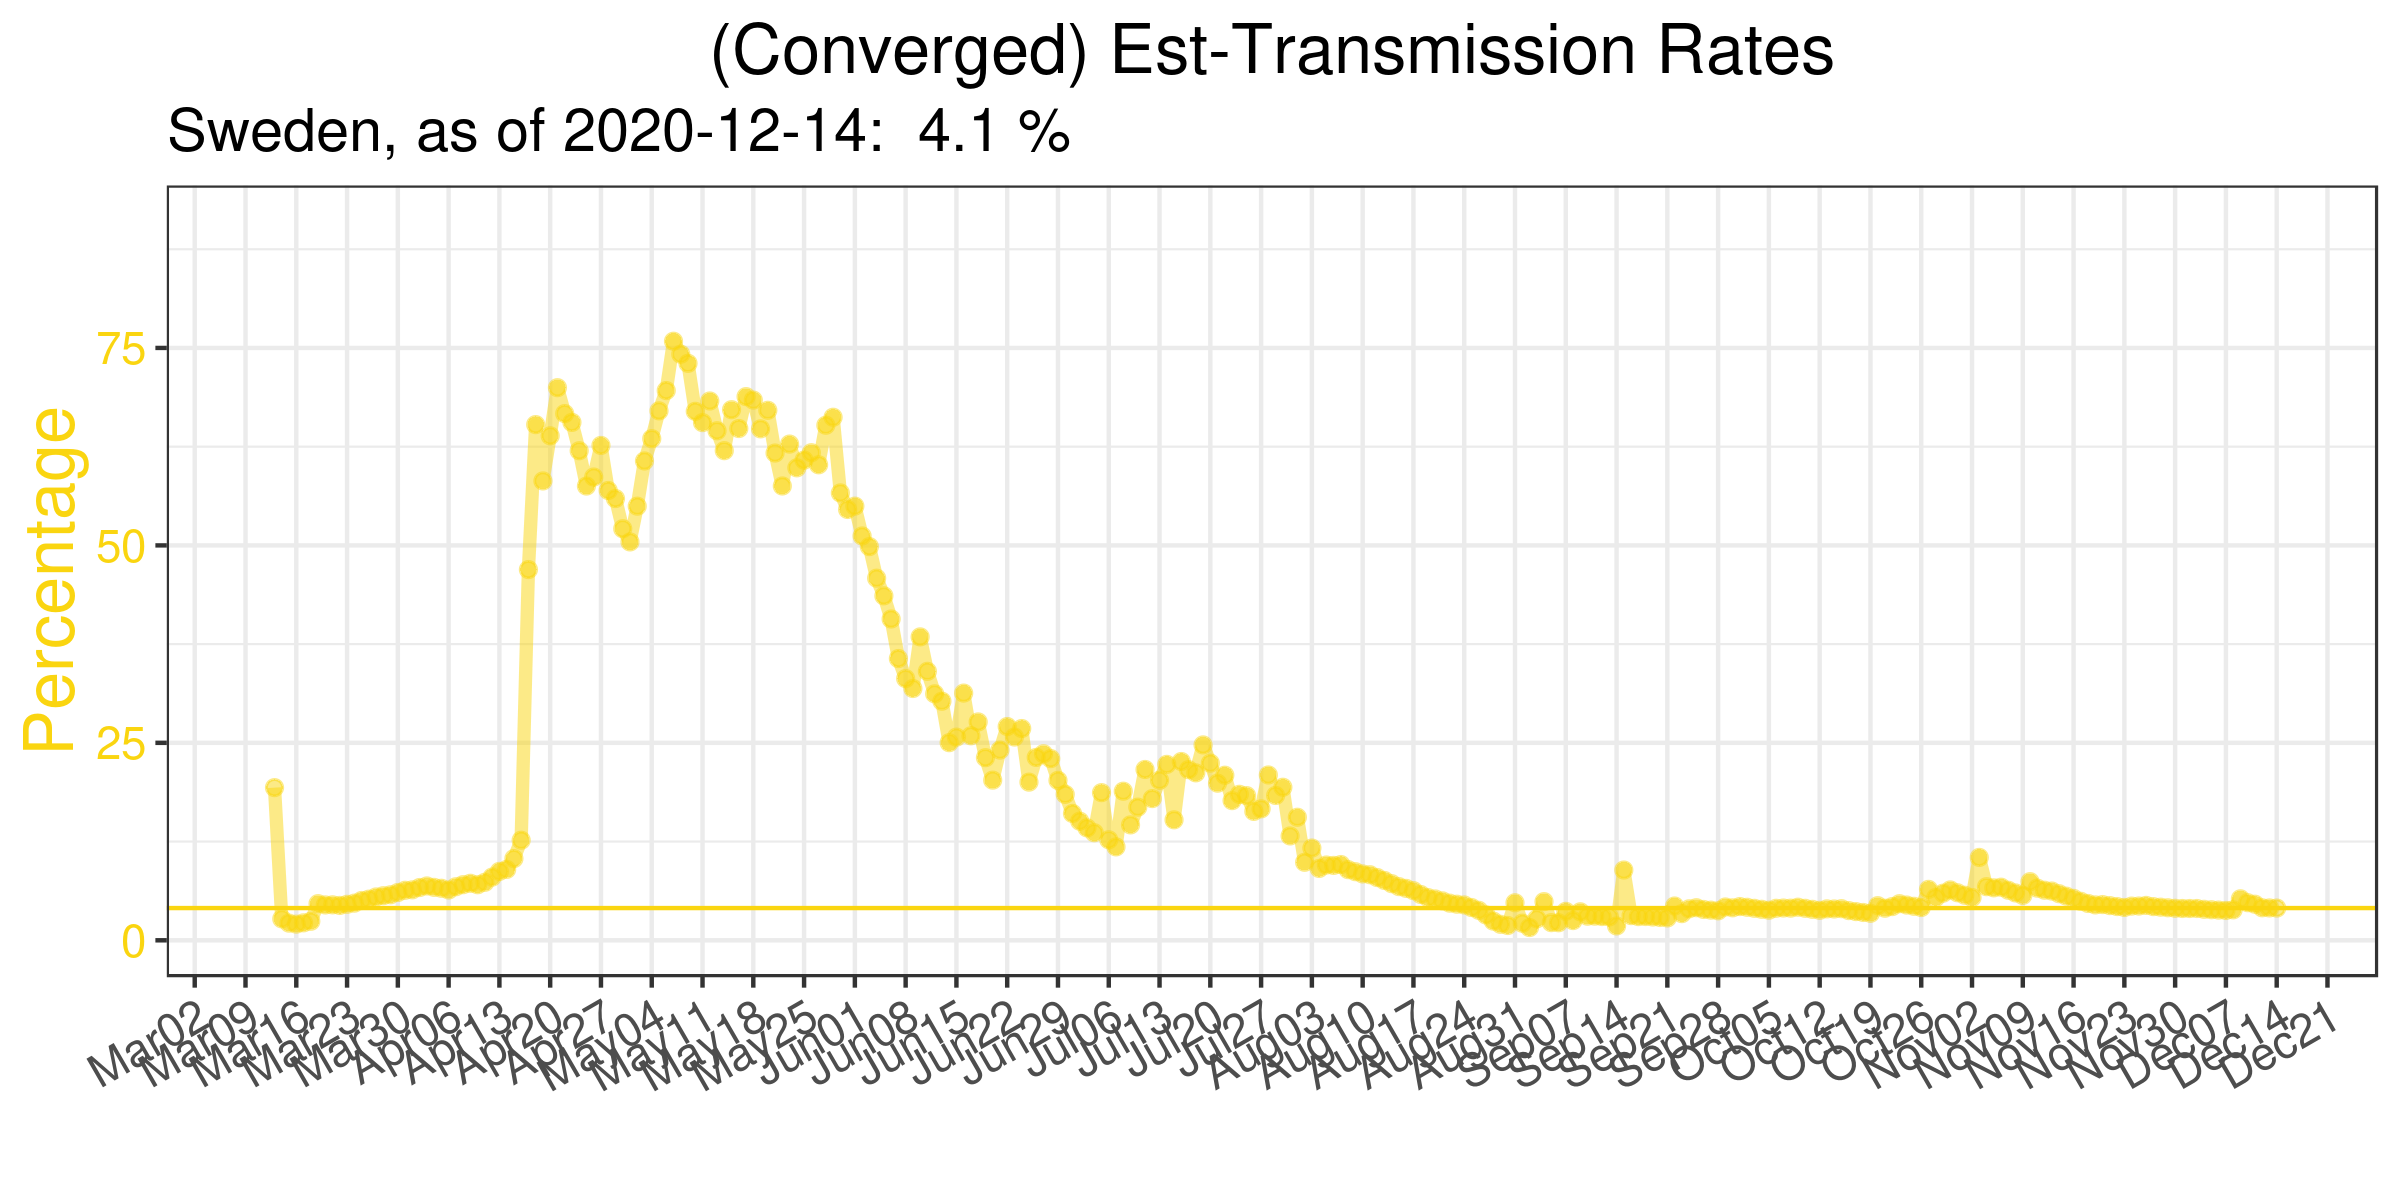 (Converged) Est-Transmission Rates
Sweden, as of 2020-12-14:  4.1 %
Percentage
75
50
25
0
Mar02
Mar09
Mar16
Mar23
Mar30
Apr06
Apr13
Apr20
Apr27
May04
May11
May18
May25
Jun01
Jun08
Jun15
Jun22
Jun29
Jul06
Jul13
Jul20
Jul27
Aug03
Aug10
Aug17
Aug24
Aug31
Sep07
Sep14
Sep21
Sep28
Oct05
Oct12
Oct19
Oct26
Nov02
Nov09
Nov16
Nov23
Nov30
Dec07
Dec14
Dec21